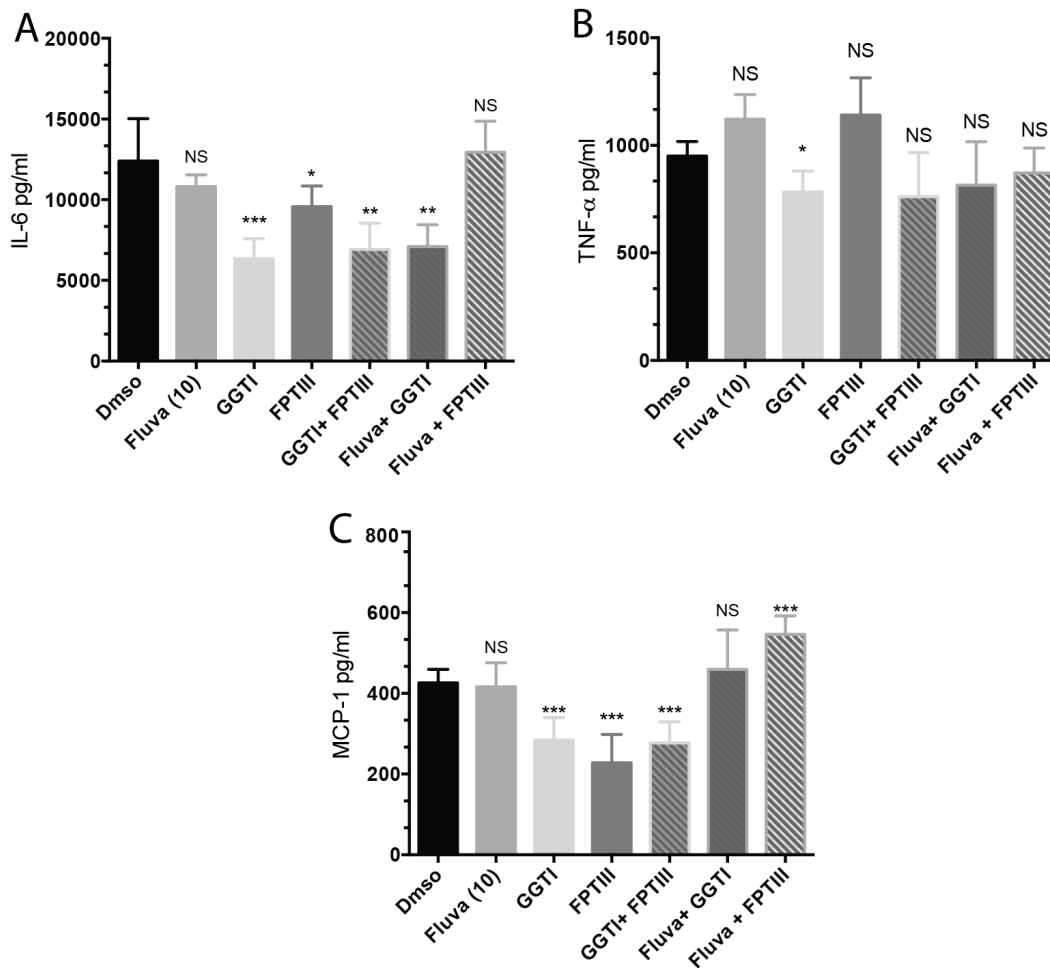 A
IL-6 pg/ml
20000
15000
10000
5000
0
NS
***
*
**
**
NS
Dmso
Fluva (10)
GGTI
FPTIII
GGTI+ FPTIII
Fluva+ GGTI
Fluva + FPTIII
B
TNF-α pg/ml
1500
1000
500
0
NS
*
NS
NS
NS
NS
Dmso
Fluva (10)
GGTI
FPTIII
GGTI+ FPTIII
Fluva+ GGTI
Fluva + FPTIII
C
MCP-1 pg/ml
800
600
400
200
0
NS
***
***
***
NS
***
Dmso
Fluva (10)
GGTI
FPTIII
GGTI+ FPTIII
Fluva+ GGTI
Fluva + FPTIII